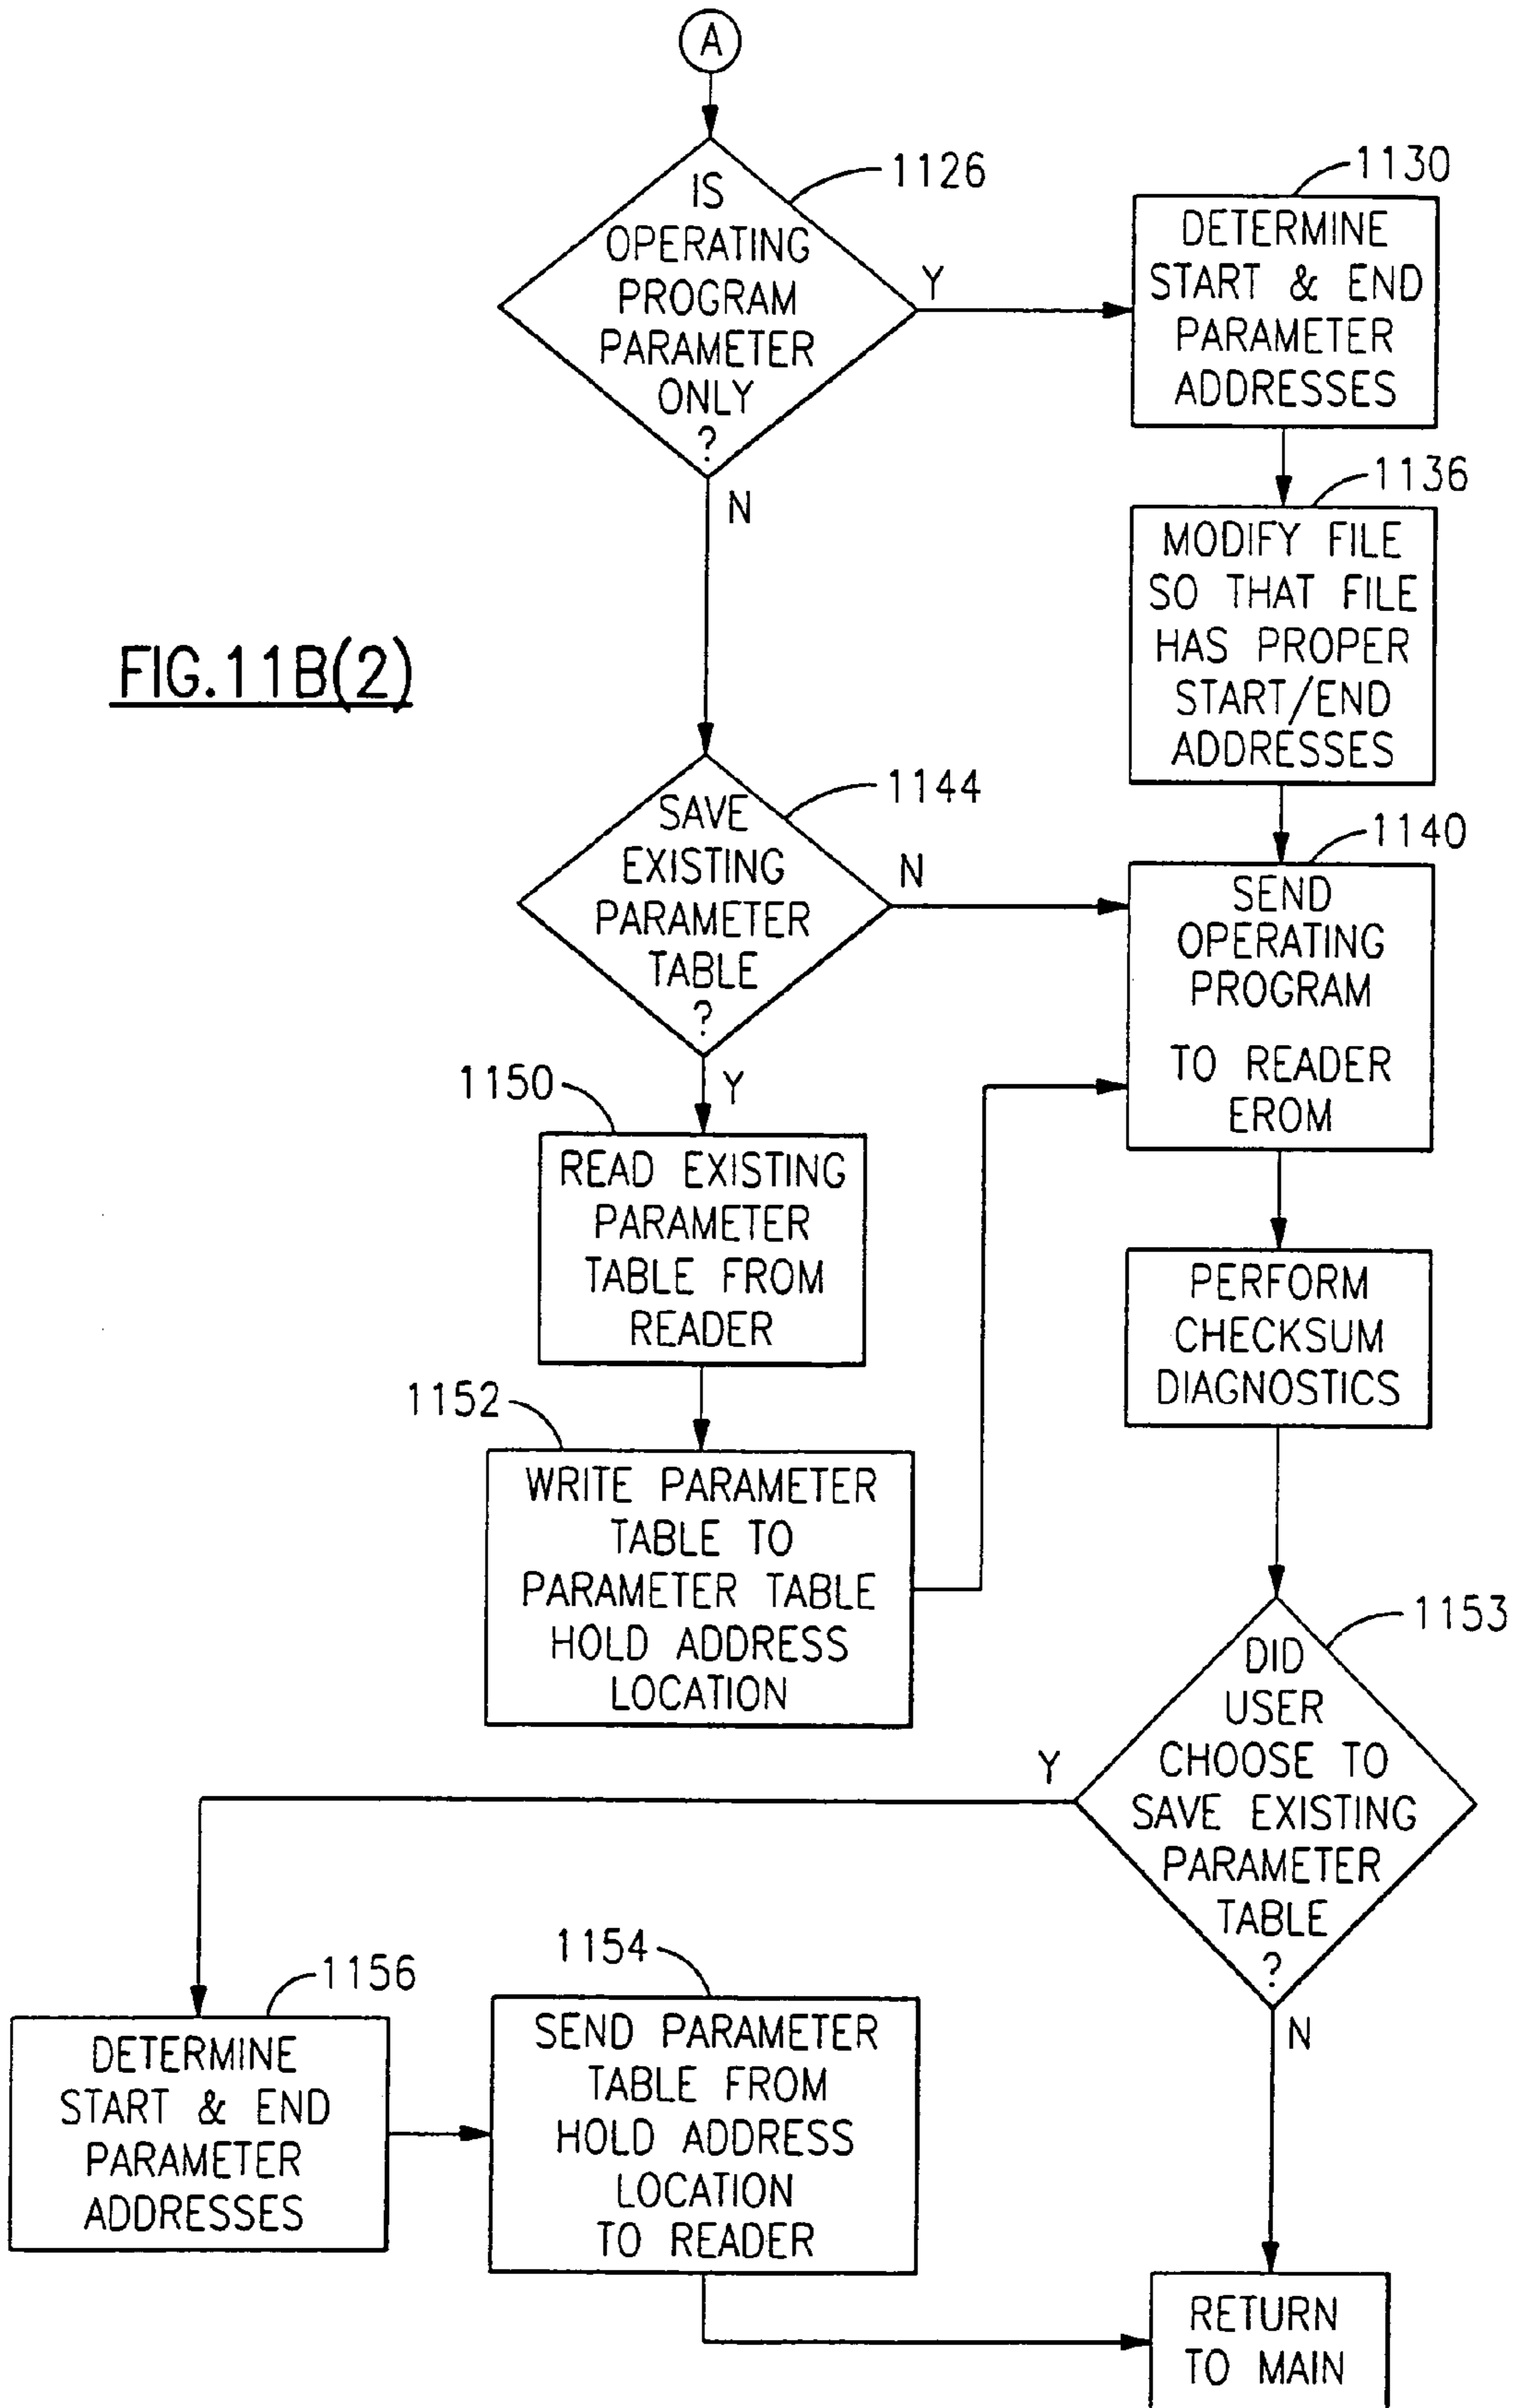 A
IS
OPERATING
PROGRAM
PARAMETER
ONLY
?
1126
Y
N
1130
DETERMINE
START & END
PARAMETER
ADDRESSES
1136
MODIFY FILE
SO THAT FILE
HAS PROPER
START/END
ADDRESSES
FIG.11B(2)
1144
SAVE
EXISTING
PARAMETER
TABLE
?
N
Y
1140
SEND
OPERATING
PROGRAM
TO READER
EROM
1150
READ EXISTING
PARAMETER
TABLE FROM
READER
PERFORM
CHECKSUM
DIAGNOSTICS
1152
WRITE PARAMETER
TABLE TO
PARAMETER TABLE
HOLD ADDRESS
LOCATION
1153
DID
USER
CHOOSE TO
SAVE EXISTING
PARAMETER
TABLE
?
Y
N
1156
DETERMINE
START & END
PARAMETER
ADDRESSES
1154
SEND PARAMETER
TABLE FROM
HOLD ADDRESS
LOCATION
TO READER
RETURN
TO MAIN